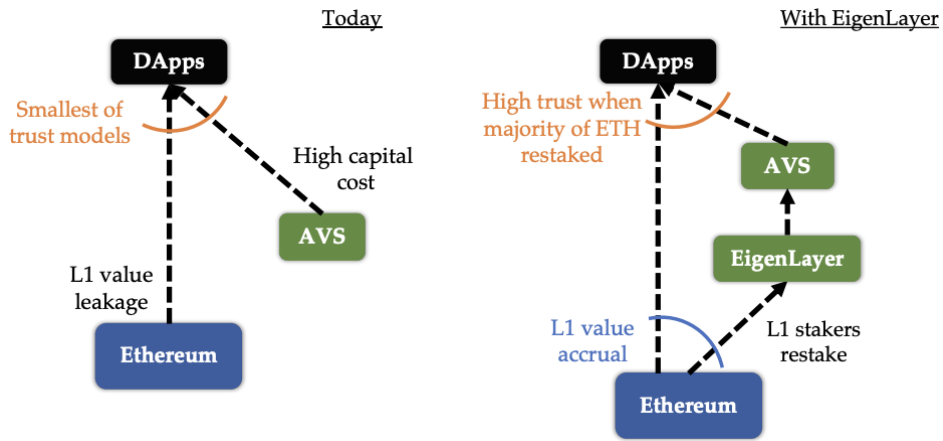 Today
DApps
Smallest of
trust models
High capital
cost
AVS
L1 value
leakage
Ethereum
With EigenLayer
DApps
High trust when
majority of ETH
restaked
AVS
EigenLayer
L1 value
accrual
L1 stakers
restake
Ethereum